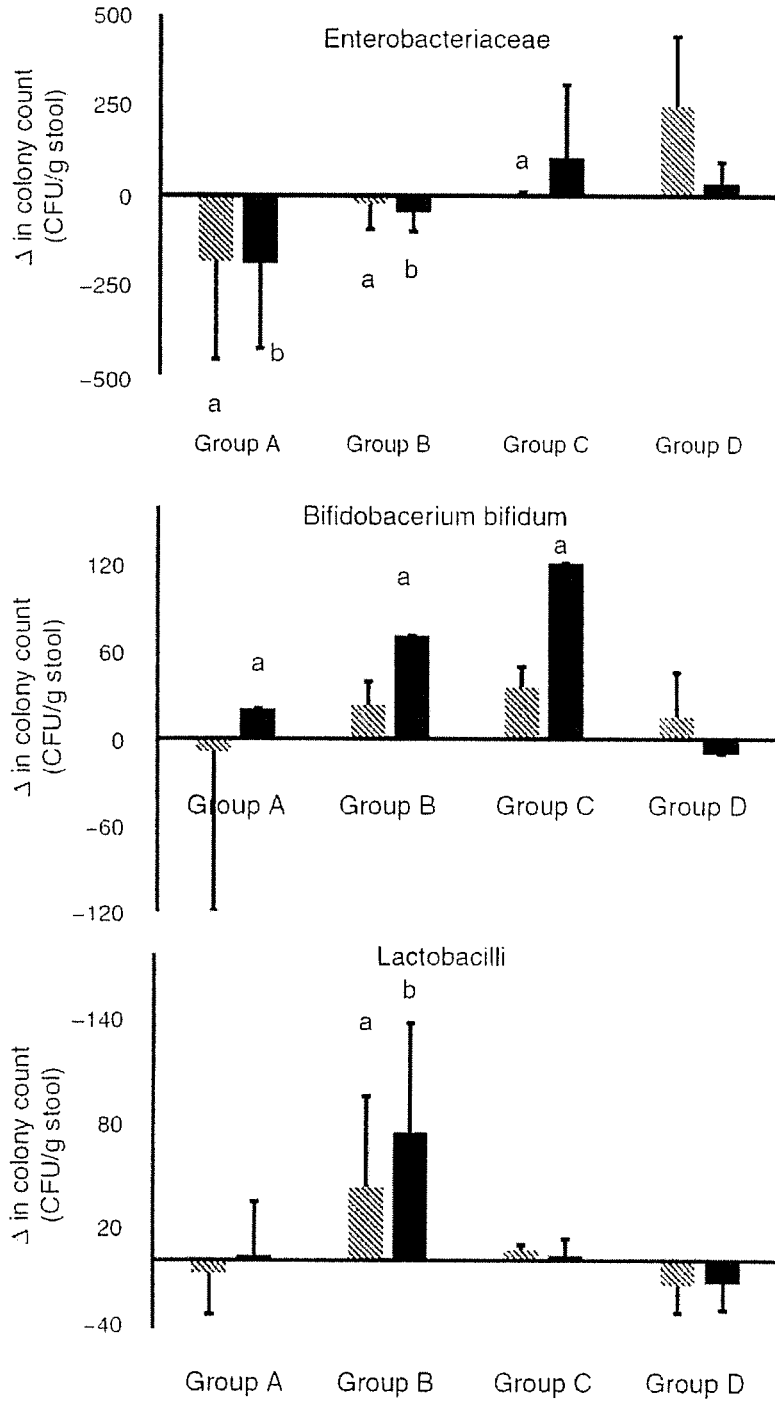 Enterobacteriaceae
Δ in colony count
(CFU/g stool)
500
250
0
−250
−500
a
b
a
b
a
Group A Group B Group C Group D
Bifidobacerium bifidum
Δ in colony count
(CFU/g stool)
120
60
0
−60
−120
a
a
a
Group A Group B Group C Group D
Lactobacilli
Δ in colony count
(CFU/g stool)
−140
80
20
−40
a
b
Group A Group B Group C Group D